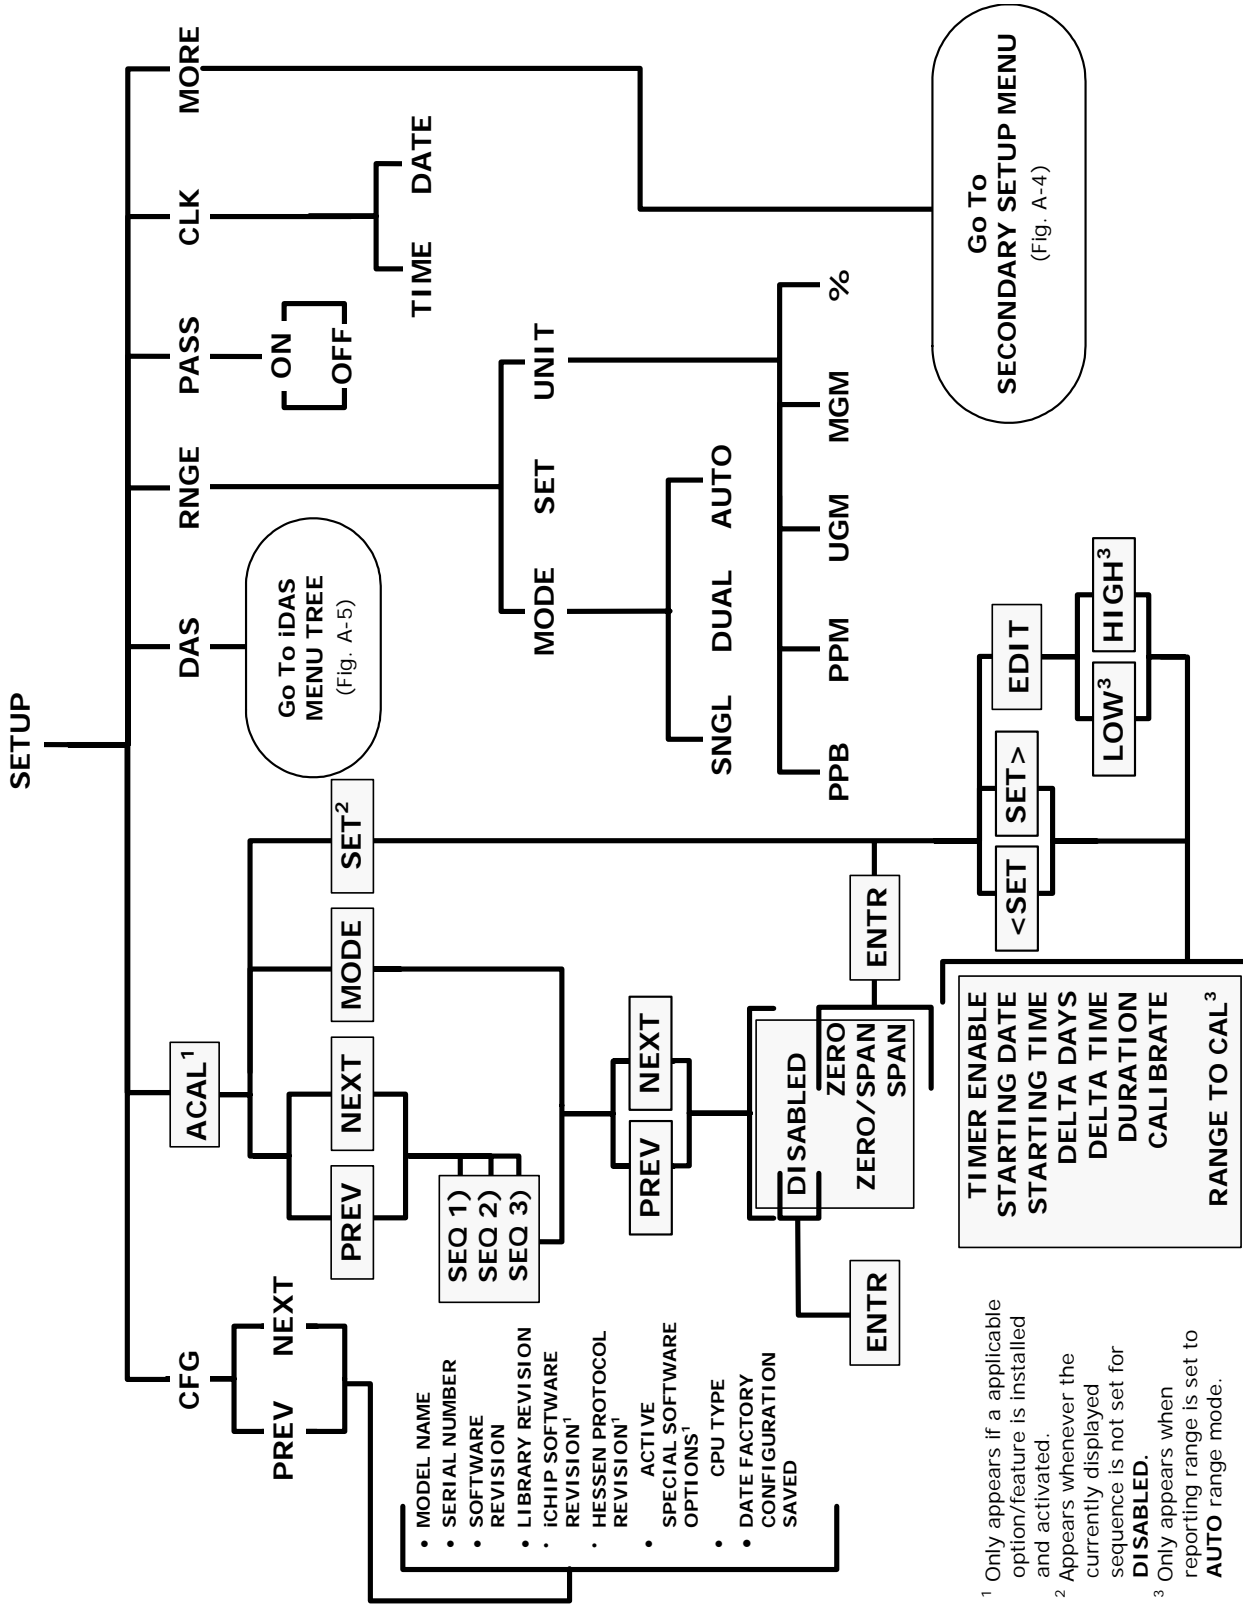 SETUP
CFG
ACAL¹
DAS
RNGE
PASS
CLK
MORE
PREV
NEXT
• MODEL NAME
• SERIAL NUMBER
• SOFTWARE
REVISION
• LIBRARY REVISION
• iCHIP SOFTWARE
REVISION¹
• HESSEN PROTOCOL
REVISION¹
• ACTIVE
SPECIAL SOFTWARE
OPTIONS¹
• CPU TYPE
• DATE FACTORY
CONFIGURATION
SAVED
PREV
NEXT
MODE
SET²
SEQ 1)
SEQ 2)
SEQ 3)
PREV
NEXT
DISABLED
ZERO
ZERO/SPAN
SPAN
ENTR
ENTR
<SET
SET>
EDIT
LOW³
HIGH³
TIMER ENABLE
STARTING DATE
STARTING TIME
DELTA DAYS
DELTA TIME
DURATION
CALIBRATE
RANGE TO CAL³
Go To iDAS
MENU TREE
(Fig. A-5)
MODE
SET
UNIT
SNGL
DUAL
AUTO
PPB
PPM
UGM
MGM
%
ON
OFF
TIME
DATE
Go To
SECONDARY SETUP MENU
(Fig. A-4)
¹ Only appears if a applicable
option/feature is installed
and activated.
² Appears whenever the
currently displayed
sequence is not set for
DISABLED.
³ Only appears when
reporting range is set to
AUTO range mode.